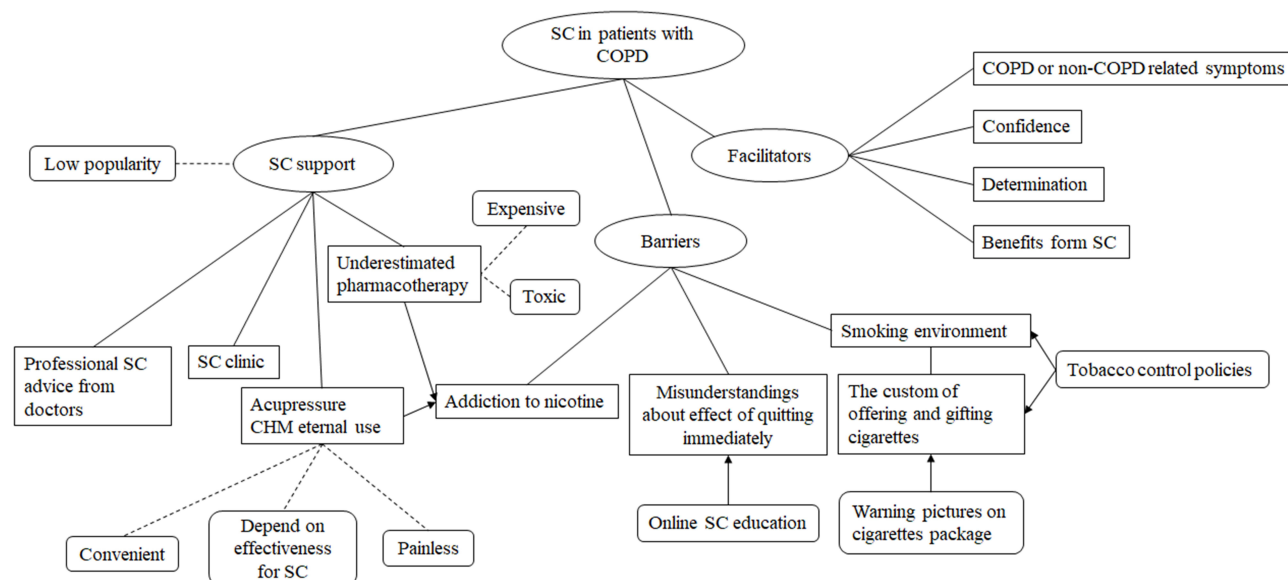 SC in patients with
COPD
COPD or non-COPD related symptoms
Confidence
Facilitators
Determination
Benefits form SC
Low popularity
SC support
Expensive
Barriers
Underestimated
pharmacotherapy
Toxic
Smoking environment
Professional SC
advice from
doctors
SC clinic
Tobacco control policies
Acupressure
CHM eternal use
Addiction to nicotine
Misunderstandings
about effect of quitting
immediately
The custom of
offering and gifting
cigarettes
Convenient
Depend on
effectiveness
for SC
Painless
Online SC education
Warning pictures on
cigarettes package